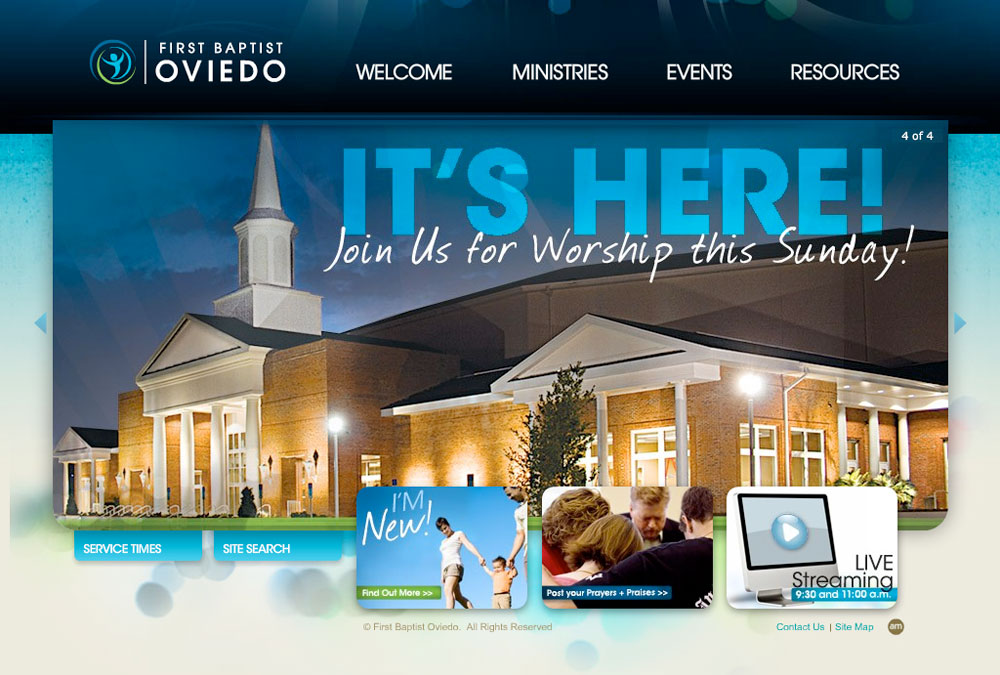 FIRST BAPTIST
OVIEDO
WELCOME
MINISTRIES
EVENTS
RESOURCES
4 of 4
IT'S HERE!
Join Us for Worship this Sunday!
I'M
New!
Find Out More >>
Post your Prayers + Praises >>
LIVE
Streaming
9:30 and 11:00 a.m.
SERVICE TIMES
SITE SEARCH
© First Baptist Oviedo. All Rights Reserved
Contact Us | Site Map
am